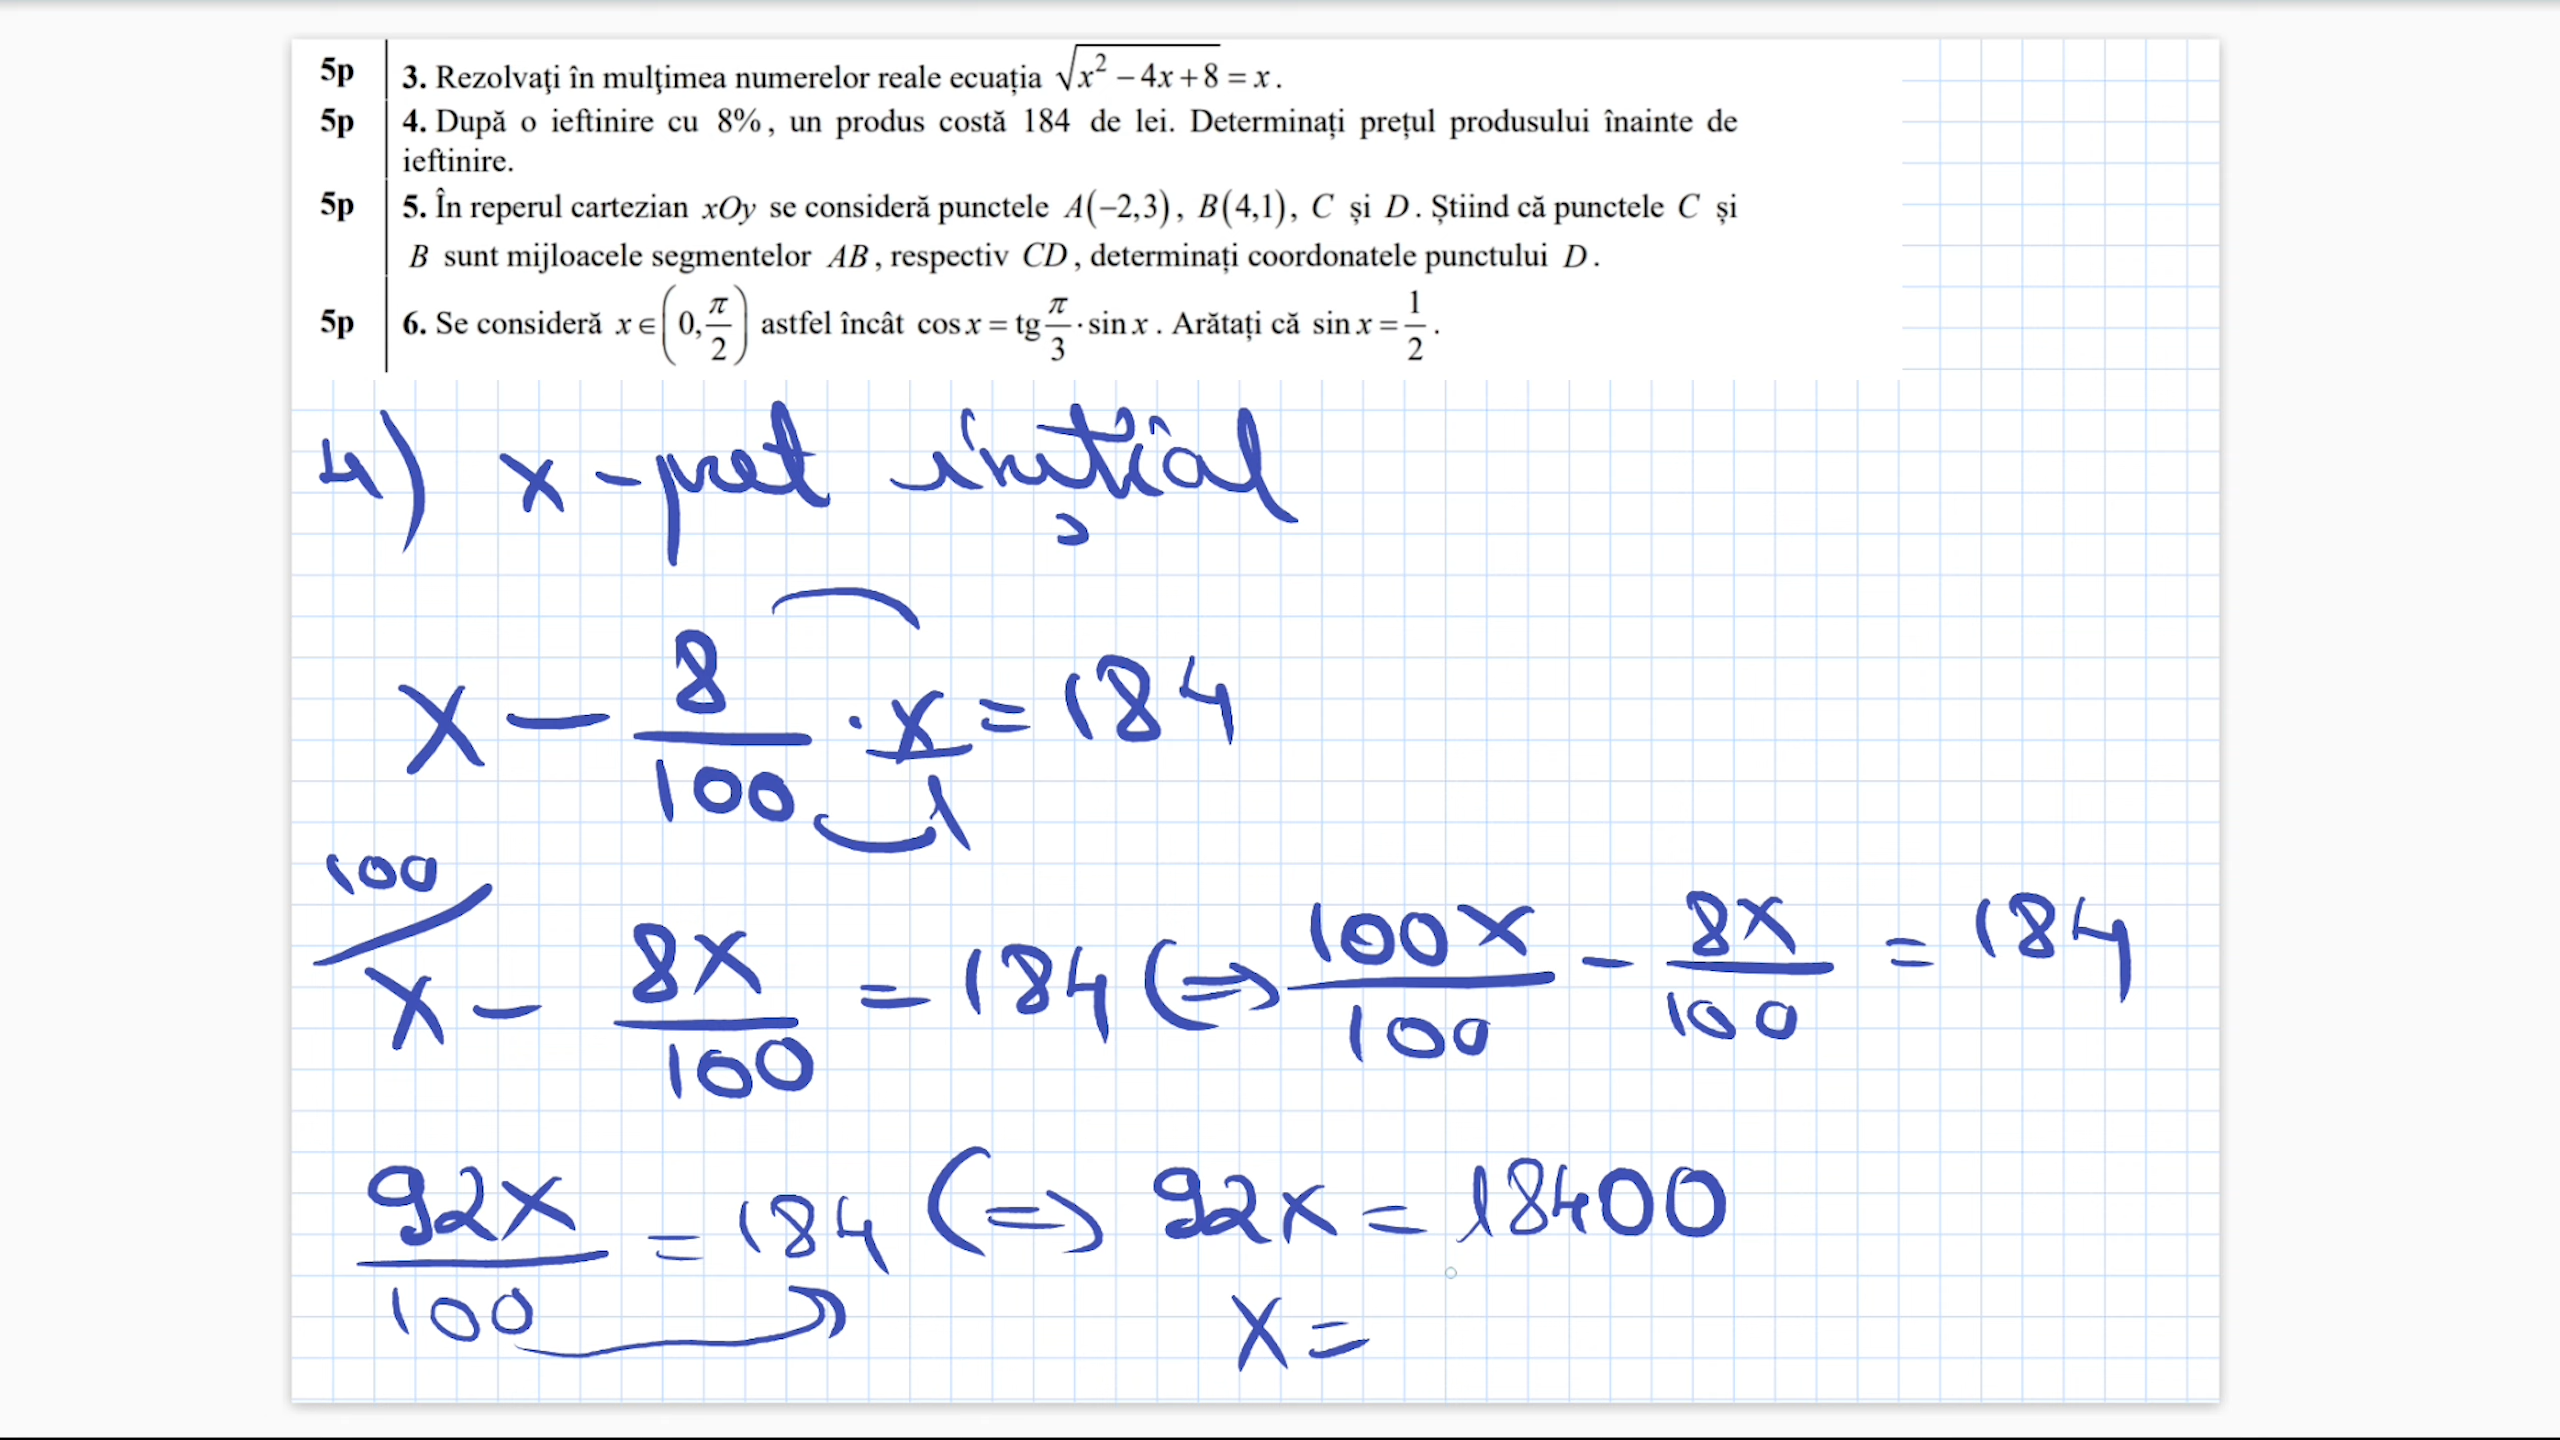 5p 3. Rezolvaţi în mulţimea numerelor reale ecuația √(x² − 4x + 8) = x .
5p 4. După o ieftinire cu 8%, un produs costă 184 de lei. Determinați prețul produsului înainte de
ieftinire.
5p 5. În reperul cartezian xOy se consideră punctele A(−2,3), B(4,1), C și D. Știind că punctele C și
B sunt mijloacele segmentelor AB, respectiv CD, determinați coordonatele punctului D.
5p 6. Se consideră x∈(0, π/2) astfel încât cos x = tg π/3 · sin x. Arătați că sin x = 1/2.
4) x - pret inițial
x - 8/100 · x/1 = 184
100/ x - 8x/100 = 184 (=) 100x/100 - 8x/100 = 184
92x/100 = 184 (=) 92x = 18400
x =